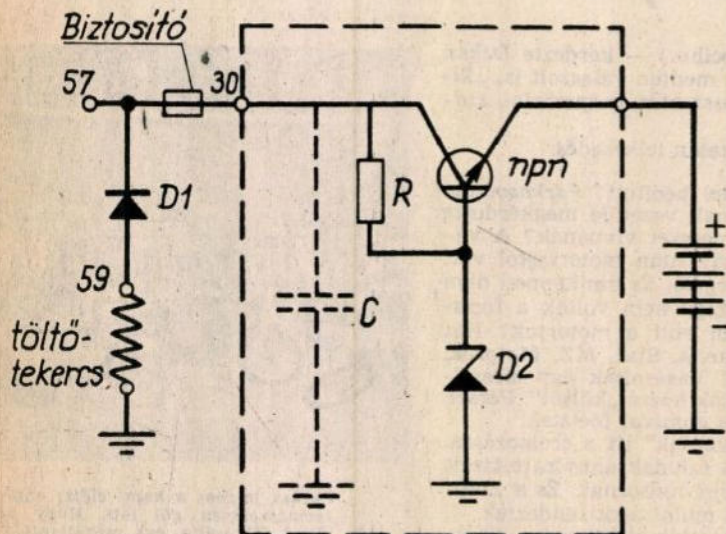 Biztosító
57
30
D1
R
npn
+
59
töltő-
tekercs
C
D2
-